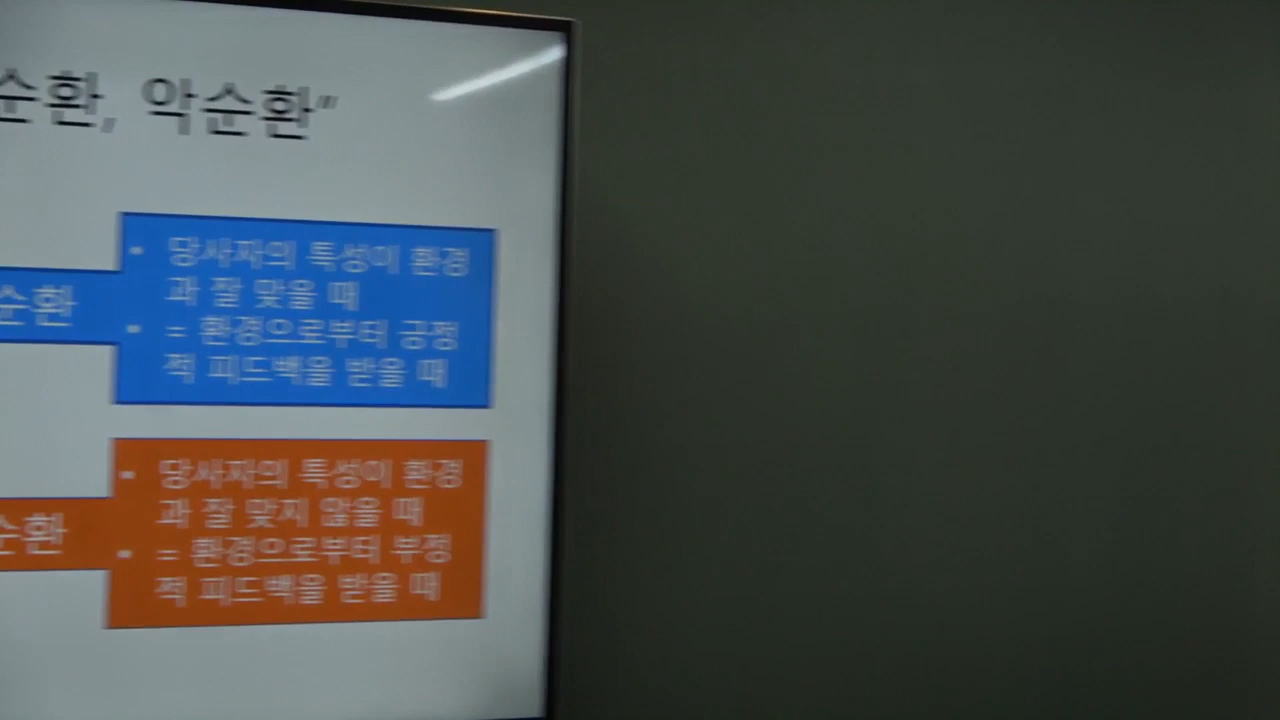 순환, 악순환”
순환
• 당사자의 특성이 환경
과 잘 맞을 때
• = 환경으로부터 긍정
적 피드백을 받을 때
순환
• 당사자의 특성이 환경
과 잘 맞지 않을 때
• = 환경으로부터 부정
적 피드백을 받을 때